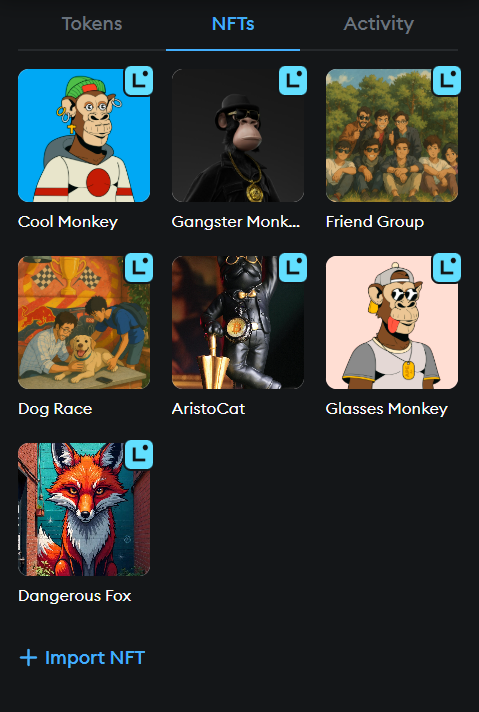 Tokens NFTs Activity
Cool Monkey Gangster Monk... Friend Group
Dog Race AristoCat Glasses Monkey
Dangerous Fox
+ Import NFT